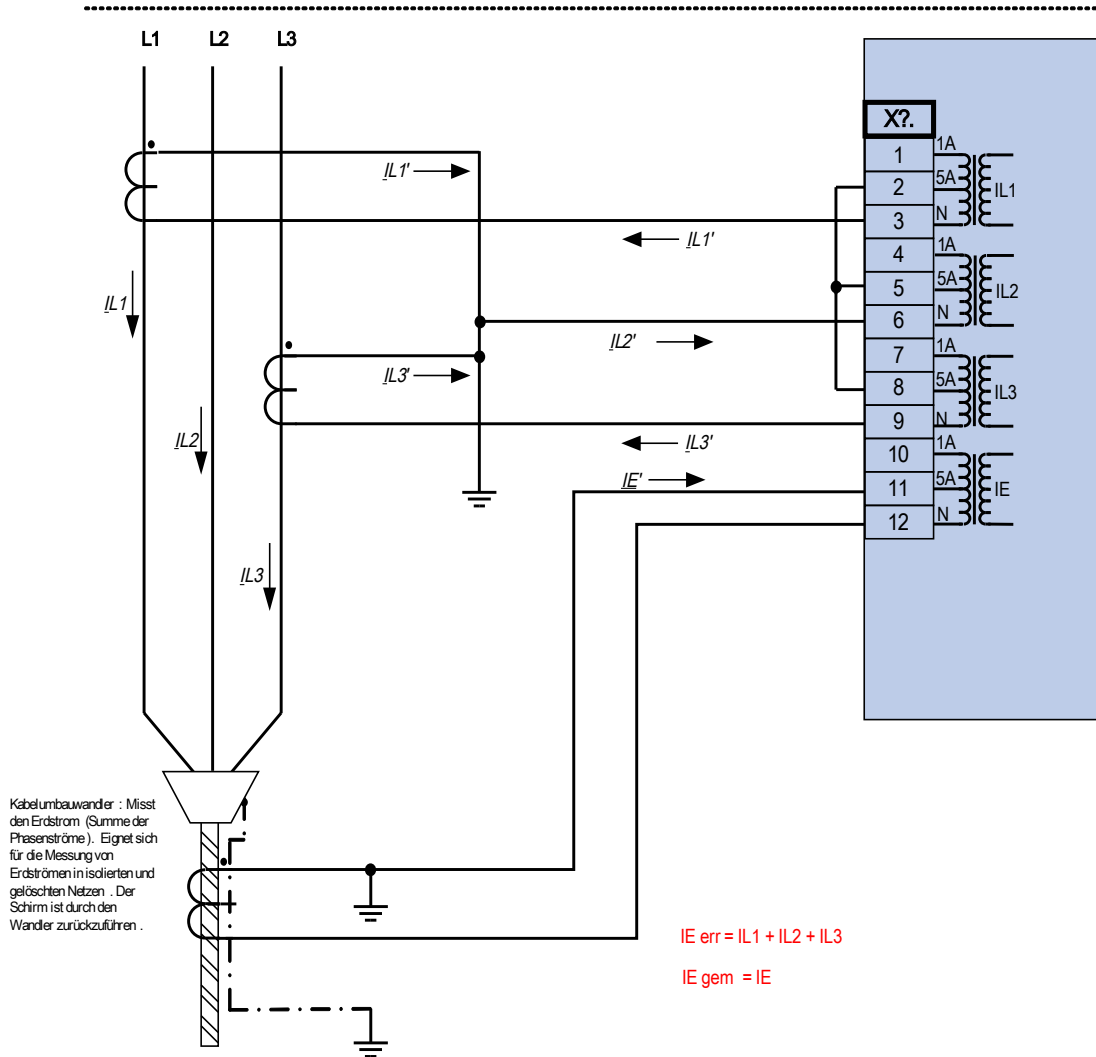 L1 L2 L3
X?.
1 1A
2 5A IL1
3 N
4 1A
5 5A IL2
6 N
7 1A
8 5A IL3
9 N
10 1A
11 5A IE
12 N
IL1'
IL1'
IL1
IL2'
IL3'
IL2
IL3'
IE'
IL3
Kabelumbauwandler : Misst
den Erdstrom (Summe der
Phasenströme ). Eignet sich
für die Messung von
Erdströmen in isolierten und
gelöschten Netzen . Der
Schirm ist durch den
Wandler zurückzuführen .
IE err = IL1 + IL2 + IL3
IE gem = IE